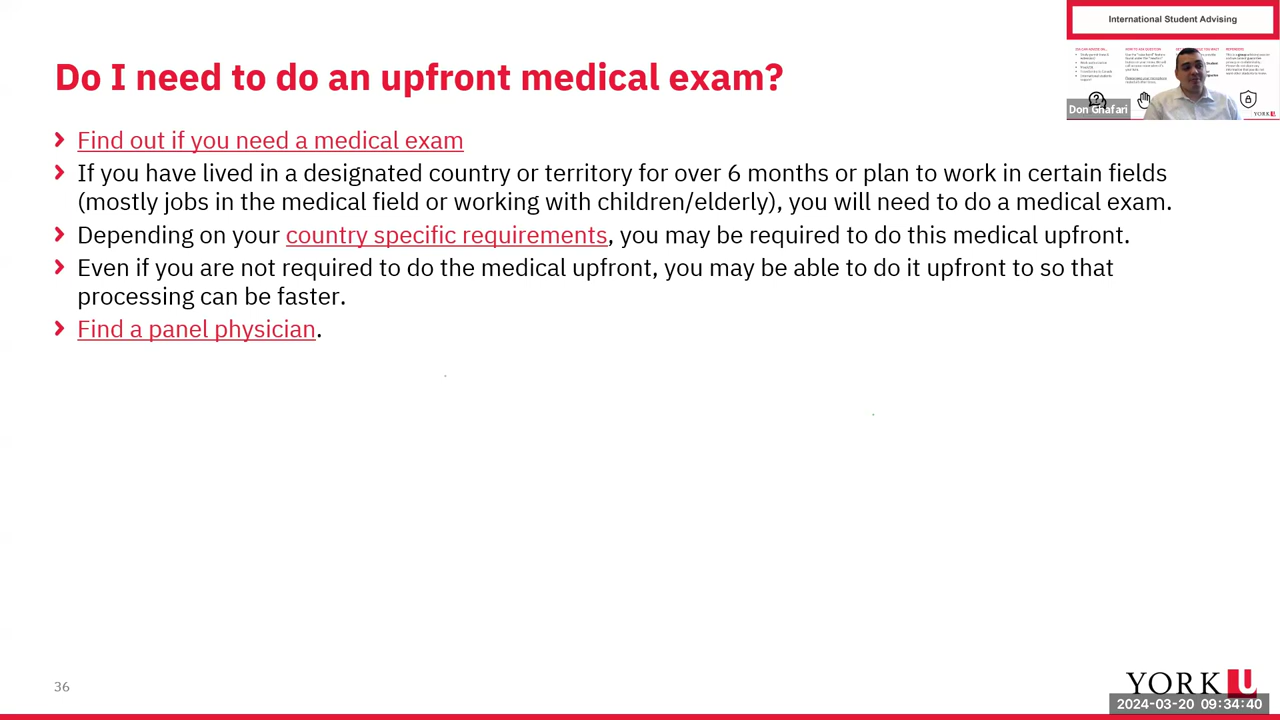 International Student Advising
Do I need to do an upfront medical exam?
Don Ghafari
YORK U
Find out if you need a medical exam
If you have lived in a designated country or territory for over 6 months or plan to work in certain fields
(mostly jobs in the medical field or working with children/elderly), you will need to do a medical exam.
Depending on your country specific requirements, you may be required to do this medical upfront.
Even if you are not required to do the medical upfront, you may be able to do it upfront to so that
processing can be faster.
Find a panel physician.
36
YORK U
2024-03-20 09:34:40